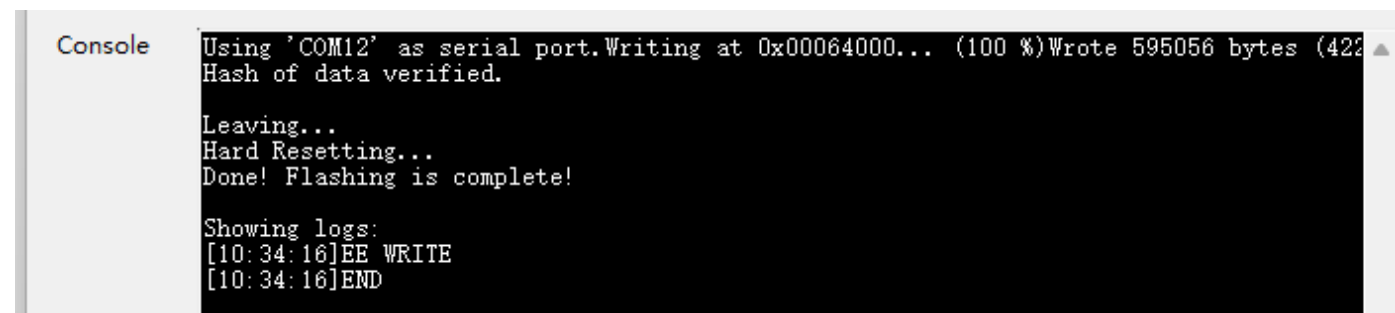 Console
Using 'COM12' as serial port.Writing at 0x00064000... (100 %)Wrote 595056 bytes (422
Hash of data verified.
Leaving...
Hard Resetting...
Done! Flashing is complete!
Showing logs:
[10:34:16]EE WRITE
[10:34:16]END